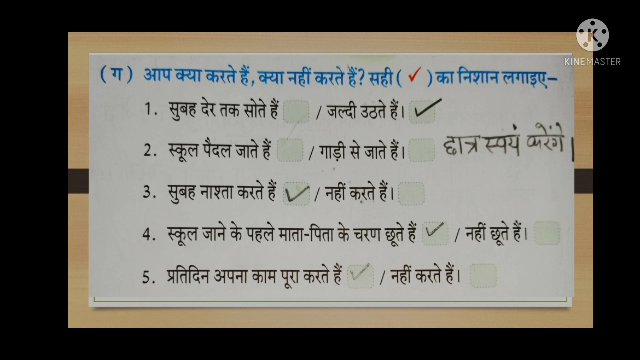 KINEMASTER
(ग) आप क्या करते हैं, क्या नहीं करते हैं? सही ( ✓ ) का निशान लगाइए–
1. सुबह देर तक सोते हैं / जल्दी उठते हैं। ✓
2. स्कूल पैदल जाते हैं / गाड़ी से जाते हैं। छात्र स्वयं करेंगे।
3. सुबह नाश्ता करते हैं ✓ / नहीं करते हैं।
4. स्कूल जाने के पहले माता-पिता के चरण छूते हैं ✓ / नहीं छूते हैं।
5. प्रतिदिन अपना काम पूरा करते हैं ✓ / नहीं करते हैं।